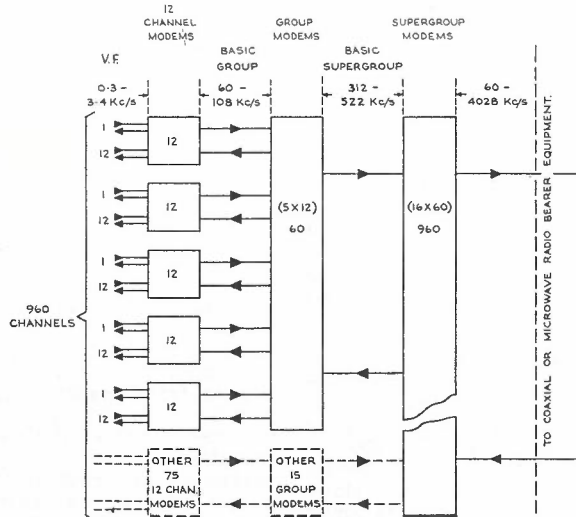 12
CHANNEL
MODEMS
GROUP
MODEMS
SUPERGROUP
MODEMS
V.F.
BASIC
GROUP
BASIC
SUPERGROUP
0·3 –
3·4 Kc/s
60 –
108 Kc/s
312 –
522 Kc/s
60 –
4028 Kc/s
1
12
12
1
12
12
1
12
12
1
12
12
1
12
12
(5 X 12)
60
(16 X 60)
960
960
CHANNELS
OTHER
75
12 CHAN.
MODEMS
OTHER
15
GROUP
MODEMS
TO COAXIAL OR MICROWAVE RADIO BEARER EQUIPMENT.